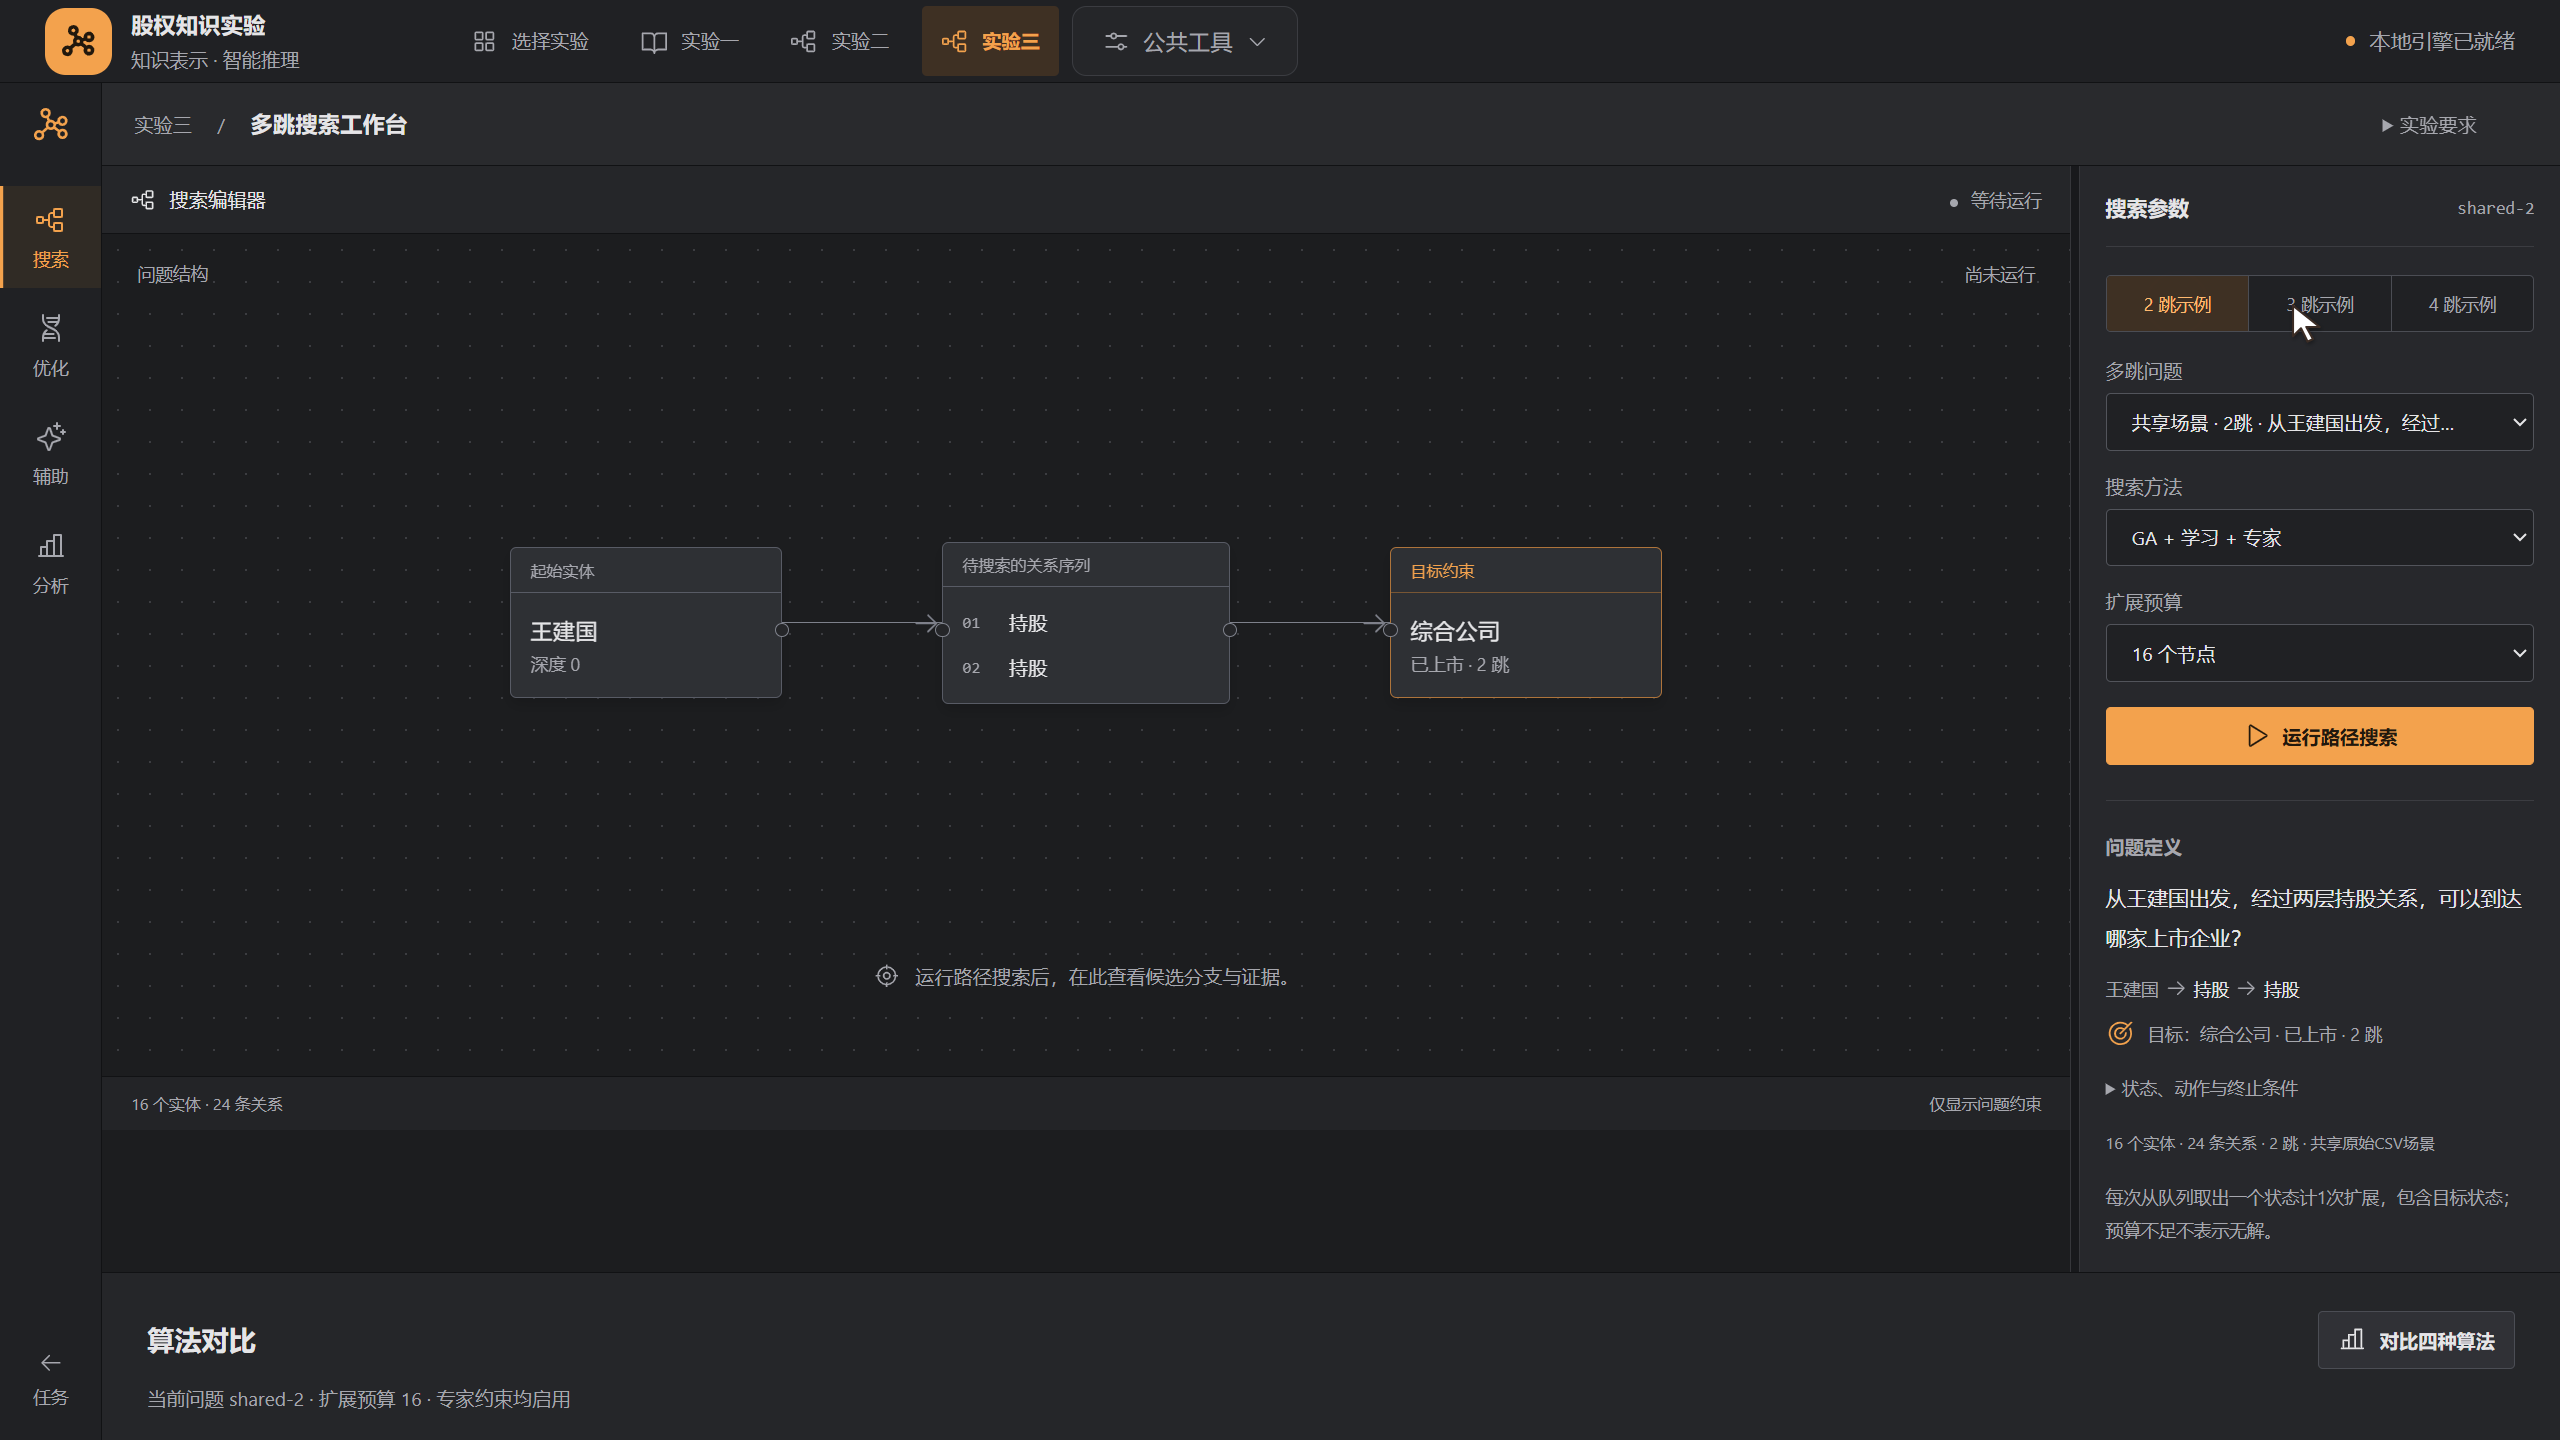 股权知识实验
知识表示 · 智能推理
选择实验
实验一
实验二
实验三
公共工具
本地引擎已就绪
实验三 / 多跳搜索工作台
实验要求
搜索
优化
辅助
分析
任务
搜索编辑器
等待运行
问题结构
尚未运行
起始实体
王建国
深度 0
待搜索的关系序列
01 持股
02 持股
目标约束
综合公司
已上市 · 2 跳
运行路径搜索后，在此查看候选分支与证据。
16 个实体 · 24 条关系
仅显示问题约束
搜索参数
shared-2
2 跳示例
3 跳示例
4 跳示例
多跳问题
共享场景 · 2跳 · 从王建国出发，经过...
搜索方法
GA + 学习 + 专家
扩展预算
16 个节点
运行路径搜索
问题定义
从王建国出发，经过两层持股关系，可以到达
哪家上市企业？
王建国 → 持股 → 持股
目标：综合公司 · 已上市 · 2 跳
状态、动作与终止条件
16 个实体 · 24 条关系 · 2 跳 · 共享原始CSV场景
每次从队列取出一个状态计1次扩展，包含目标状态；
预算不足不表示无解。
算法对比
当前问题 shared-2 · 扩展预算 16 · 专家约束均启用
对比四种算法